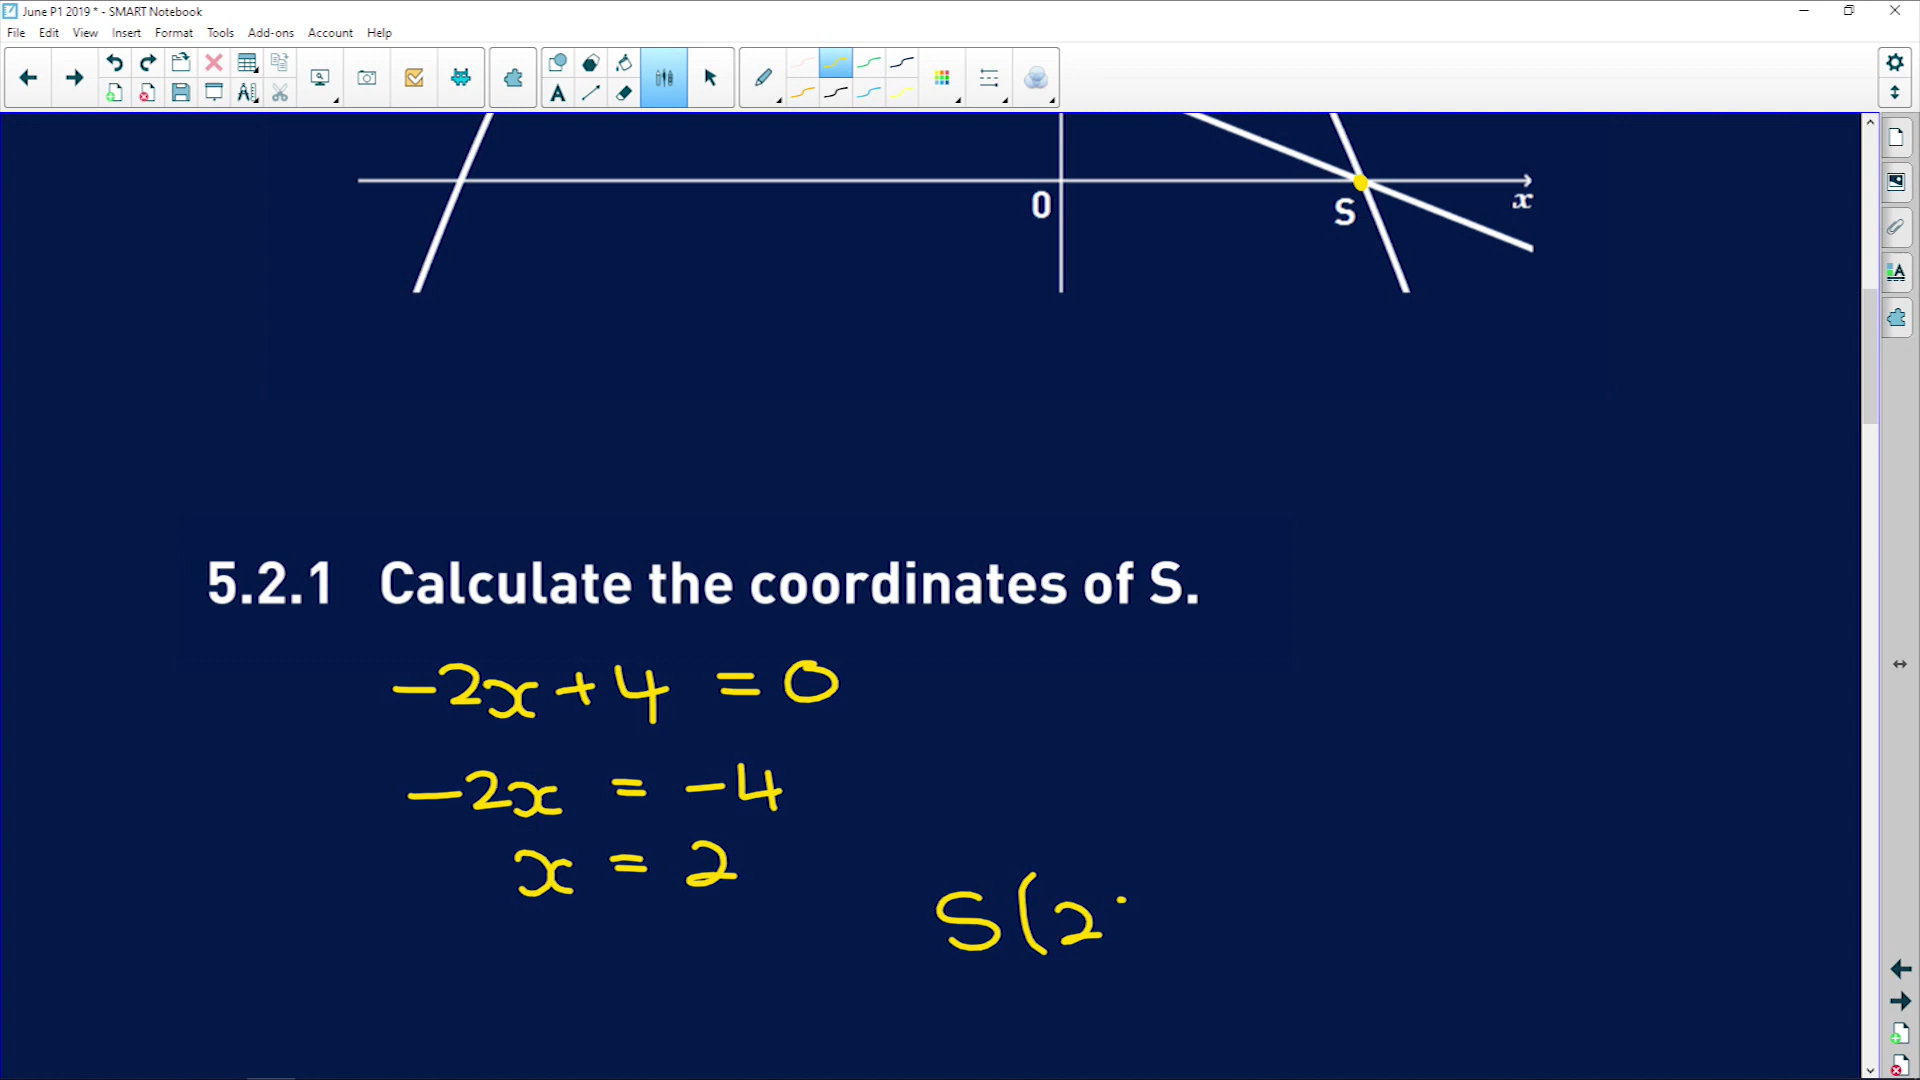 June P1 2019 * - SMART Notebook
File Edit View Insert Format Tools Add-ons Account Help
0
S
x
5.2.1 Calculate the coordinates of S.
-2x + 4 = 0
-2x = -4
x = 2
S(2